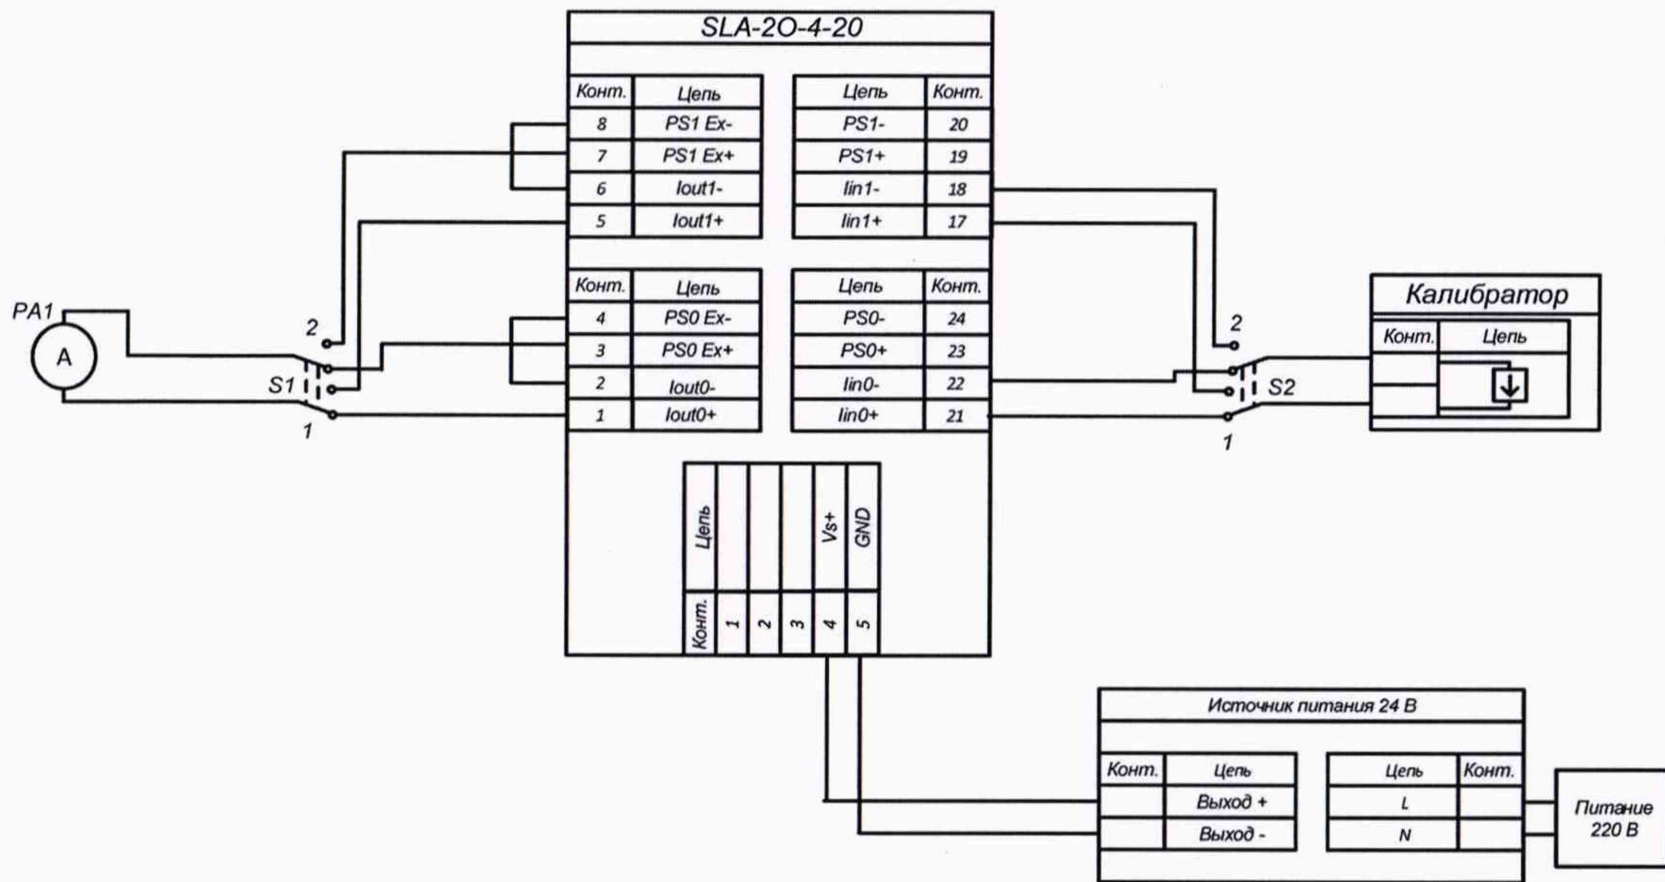 SLA-2O-4-20
Конт. Цепь Цепь Конт.
8 PS1 Ex- PS1- 20
7 PS1 Ex+ PS1+ 19
6 Iout1- Iin1- 18
5 Iout1+ Iin1+ 17
Конт. Цепь Цепь Конт.
4 PS0 Ex- PS0- 24
3 PS0 Ex+ PS0+ 23
2 Iout0- Iin0- 22
1 Iout0+ Iin0+ 21
PA1
A
2
S1
1
2
S2
1
Калибратор
Конт. Цепь
Цепь Vs+ GND
Конт. 1 2 3 4 5
Источник питания 24 В
Конт. Цепь Цепь Конт.
Выход + L
Выход - N
Питание
220 В